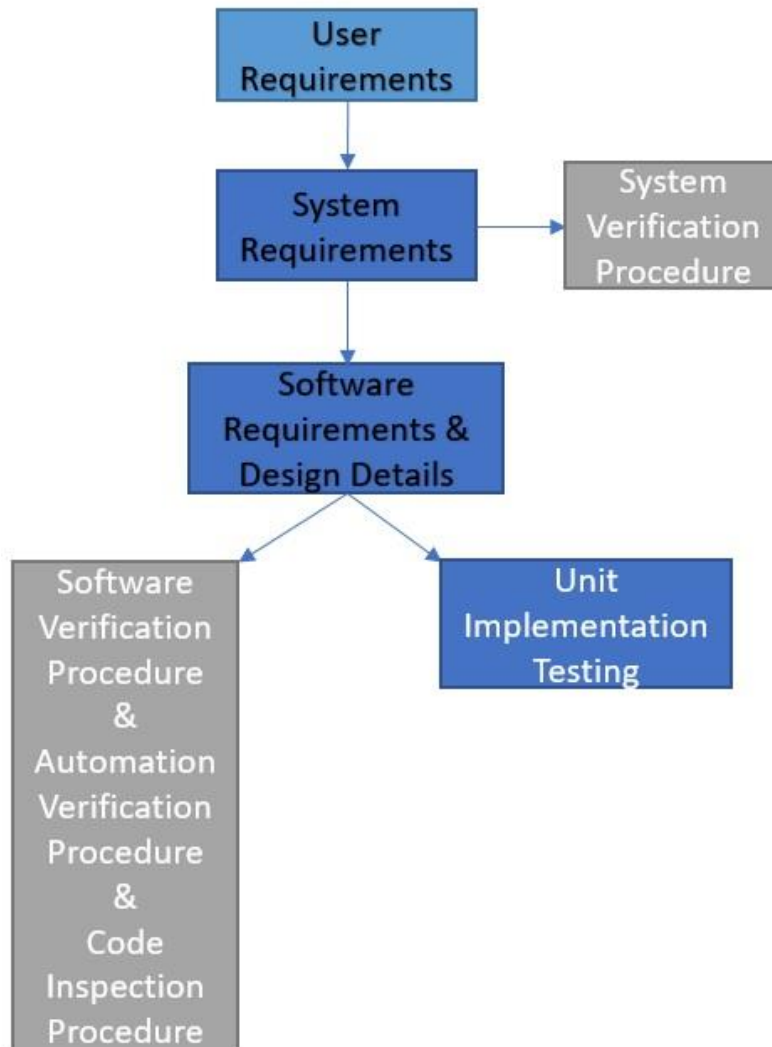 User
Requirements
System
Requirements
System
Verification
Procedure
Software
Requirements &
Design Details
Software
Verification
Procedure
&
Automation
Verification
Procedure
&
Code
Inspection
Procedure
Unit
Implementation
Testing